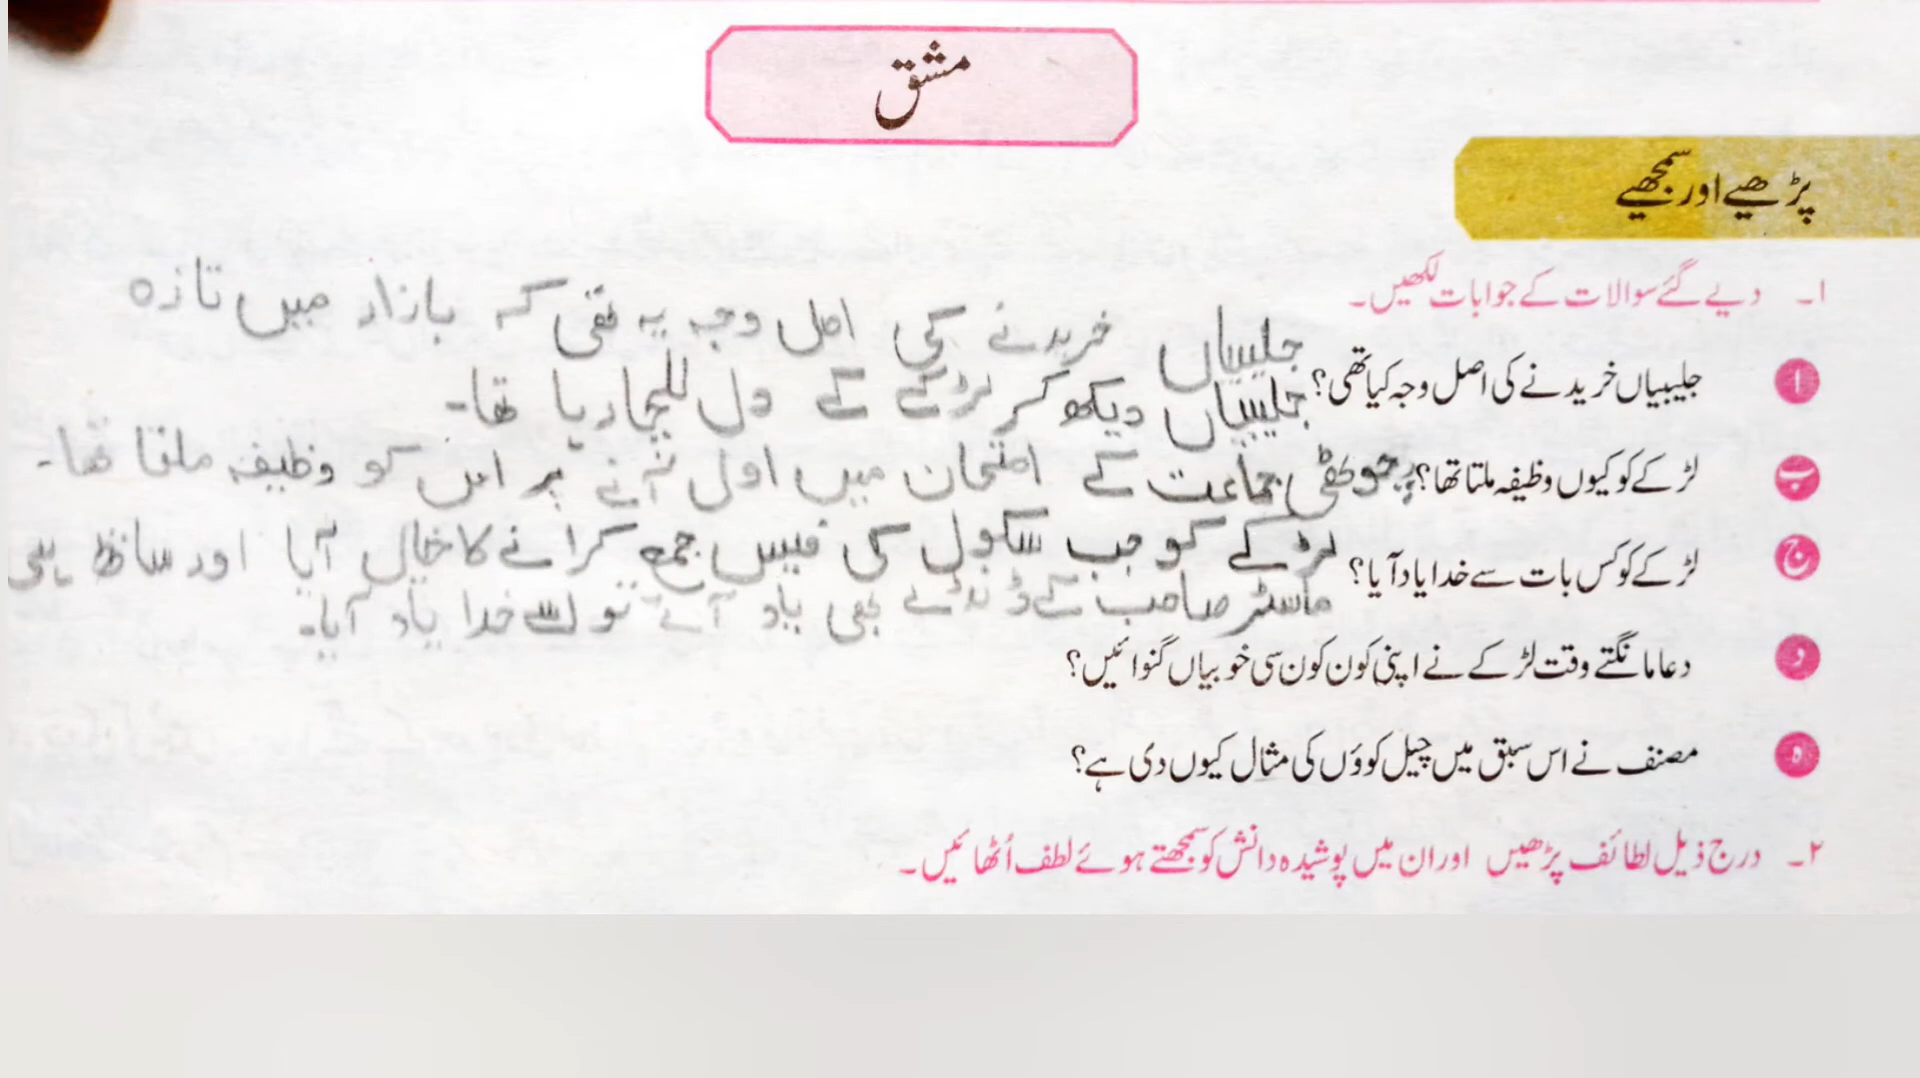 مشق
پڑھیے اور سمجھیے
۱۔ دیے گئے سوالات کے جوابات لکھیں۔
ا جلیبیاں خریدنے کی اصل وجہ کیا تھی؟
جلیبیاں خریدنے کی اصل وجہ یہ تھی کہ بازار میں تازہ
جلیبیاں دیکھ کر لڑکے کے دل للچا رہا تھا۔
ب لڑکے کو کیوں وظیفہ ملتا تھا؟
چوتھی جماعت کے امتحان میں اول آنے پر اس کو وظیفہ ملتا تھا۔
ج لڑکے کو کس بات سے خدا یاد آیا؟
لڑکے کو جب سکول کی فیس جمع کرانے کا خیال آیا اور ساتھ ہی
ماسٹر صاحب کے ڈنڈے بھی یاد آئے تو اسے خدا یاد آیا۔
د دعا مانگتے وقت لڑکے نے اپنی کون کون سی خوبیاں گنوائیں؟
ہ مصنف نے اس سبق میں چیل کوؤں کی مثال کیوں دی ہے؟
۲۔ درج ذیل لطائف پڑھیں اور ان میں پوشیدہ دانش کو سمجھتے ہوئے لطف اُٹھائیں۔